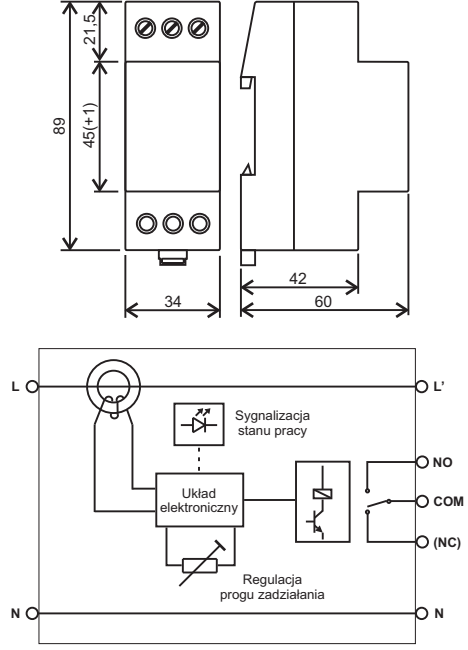 21,5
89
45(+1)
42
34
60
L
L'
Sygnalizacja
stanu pracy
NO
Układ
elektroniczny
COM
(NC)
Regulacja
progu zadziałania
N
N